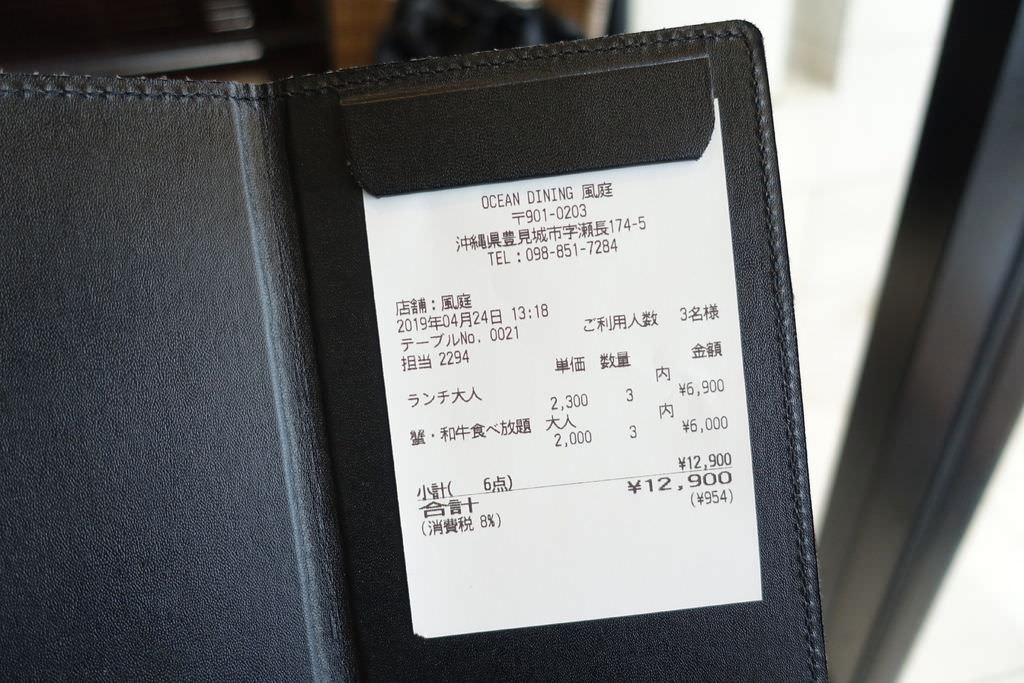 OCEAN DINING 風庭
〒901-0203
沖縄県豊見城市字瀬長174-5
TEL:098-851-7284
店舗:風庭
2019年04月24日 13:18
テーブルNo. 0021 ご利用人数 3名様
担当 2294
単価 数量 金額
ランチ大人 内
2,300 3 ¥6,900
蟹・和牛食べ放題 大人 内
2,000 3 ¥6,000
小計( 6点) ¥12,900
合計 ¥12,900
(消費税 8%) (¥954)